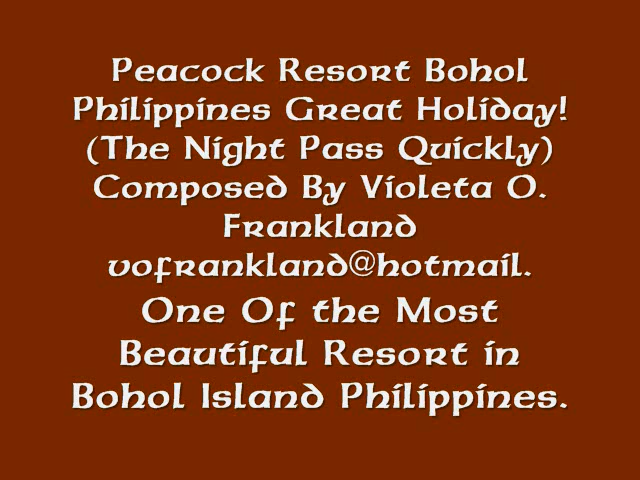 Peacock Resort Bohol
Philippines Great Holiday!
(The Night Pass Quickly)
Composed By Violeta O.
Frankland
vofrankland@hotmail.
One Of the Most
Beautiful Resort in
Bohol Island Philippines.